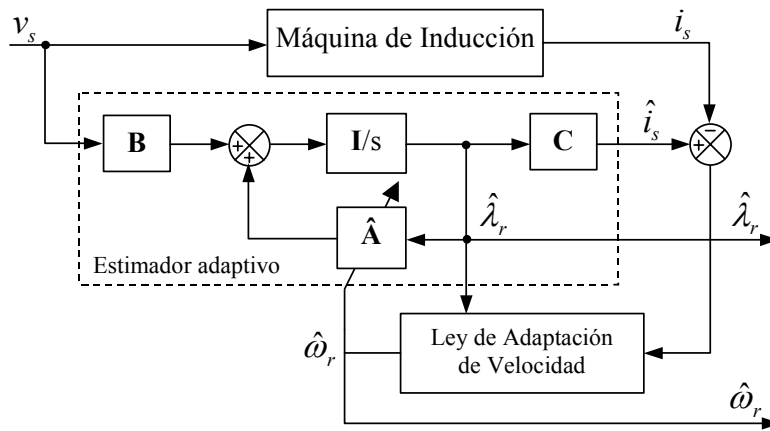 v_s
Máquina de Inducción
i_s
B
+
+
I/s
C
î_s
−
+
Â
λ̂_r
λ̂_r
Estimador adaptivo
Ley de Adaptación
de Velocidad
ω̂_r
ω̂_r